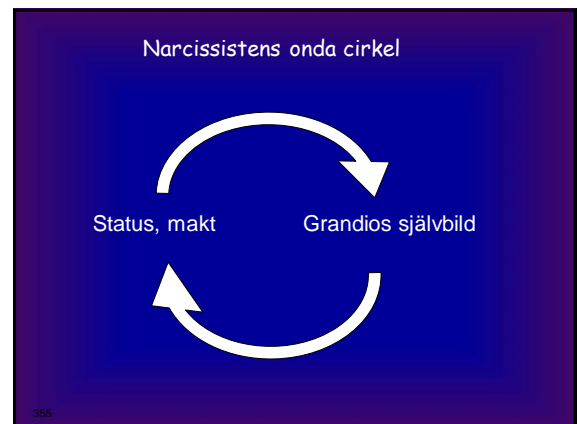 Narcissistens onda cirkel
Status, makt
Grandios självbild
355